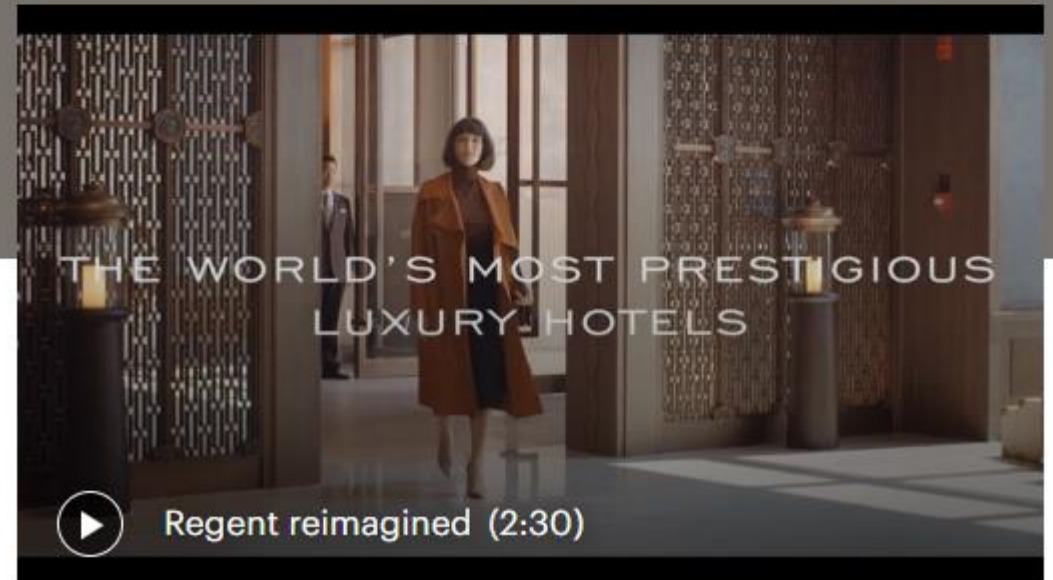 THE WORLD'S MOST PRESTIGIOUS
LUXURY HOTELS
Regent reimagined (2:30)